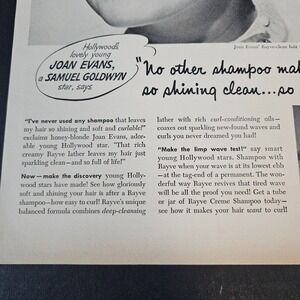 Joan Evans' Rayve-clean hair
Hollywood's
lovely young
JOAN EVANS,
a SAMUEL GOLDWYN
star, says
"No other shampoo
so shining clean...so
"I've never used any shampoo that leaves
my hair so shining and soft and curlable!"
exclaims honey-blonde Joan Evans, ador-
able young Hollywood star. "That rich
creamy Rayve lather leaves my hair just
sparkling clean—and so full of life!"
Now—make the discovery young Holly-
wood stars have made! See how gloriously
soft and shining your hair is after a Rayve
shampoo—how easy to curl! Rayve's unique
balanced formula combines deep-cleansing
lather with rich curl-conditioning oils—
coaxes out sparkling new-found waves and
curls you never dreamed you had!
"Make the limp wave test!" say smart
young Hollywood stars. Shampoo with
Rayve when your wave is at its lowest ebb
—at the tag-end of a permanent. The won-
derful way Rayve revives that tired wave
will be all the proof you need! Get a tube
or jar of Rayve Creme Shampoo today—
see how it makes your hair want to curl!